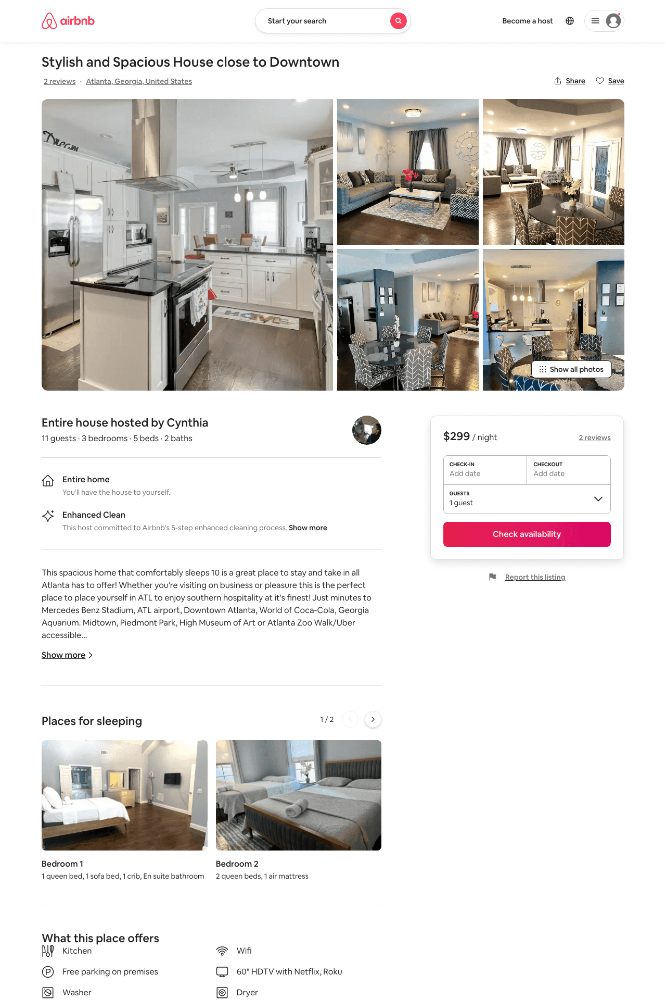 airbnb
Start your search
Become a host
Stylish and Spacious House close to Downtown
2 reviews · Atlanta, Georgia, United States
Share
Save
Dream
HOME
Show all photos
Entire house hosted by Cynthia
11 guests · 3 bedrooms · 5 beds · 2 baths
$299 / night
2 reviews
CHECK-IN
Add date
CHECKOUT
Add date
GUESTS
1 guest
Check availability
Report this listing
Entire home
You'll have the house to yourself.
Enhanced Clean
This host committed to Airbnb's 5-step enhanced cleaning process. Show more
This spacious home that comfortably sleeps 10 is a great place to stay and take in all
Atlanta has to offer! Whether you're visiting on business or pleasure this is the perfect
place to place yourself in ATL to enjoy southern hospitality at it's finest! Just minutes to
Mercedes Benz Stadium, ATL airport, Downtown Atlanta, World of Coca-Cola, Georgia
Aquarium. Midtown, Piedmont Park, High Museum of Art or Atlanta Zoo Walk/Uber
accessible...
Show more
Places for sleeping
1 / 2
Bedroom 1
1 queen bed, 1 sofa bed, 1 crib, En suite bathroom
Bedroom 2
2 queen beds, 1 air mattress
What this place offers
Kitchen
Wifi
Free parking on premises
60" HDTV with Netflix, Roku
Washer
Dryer